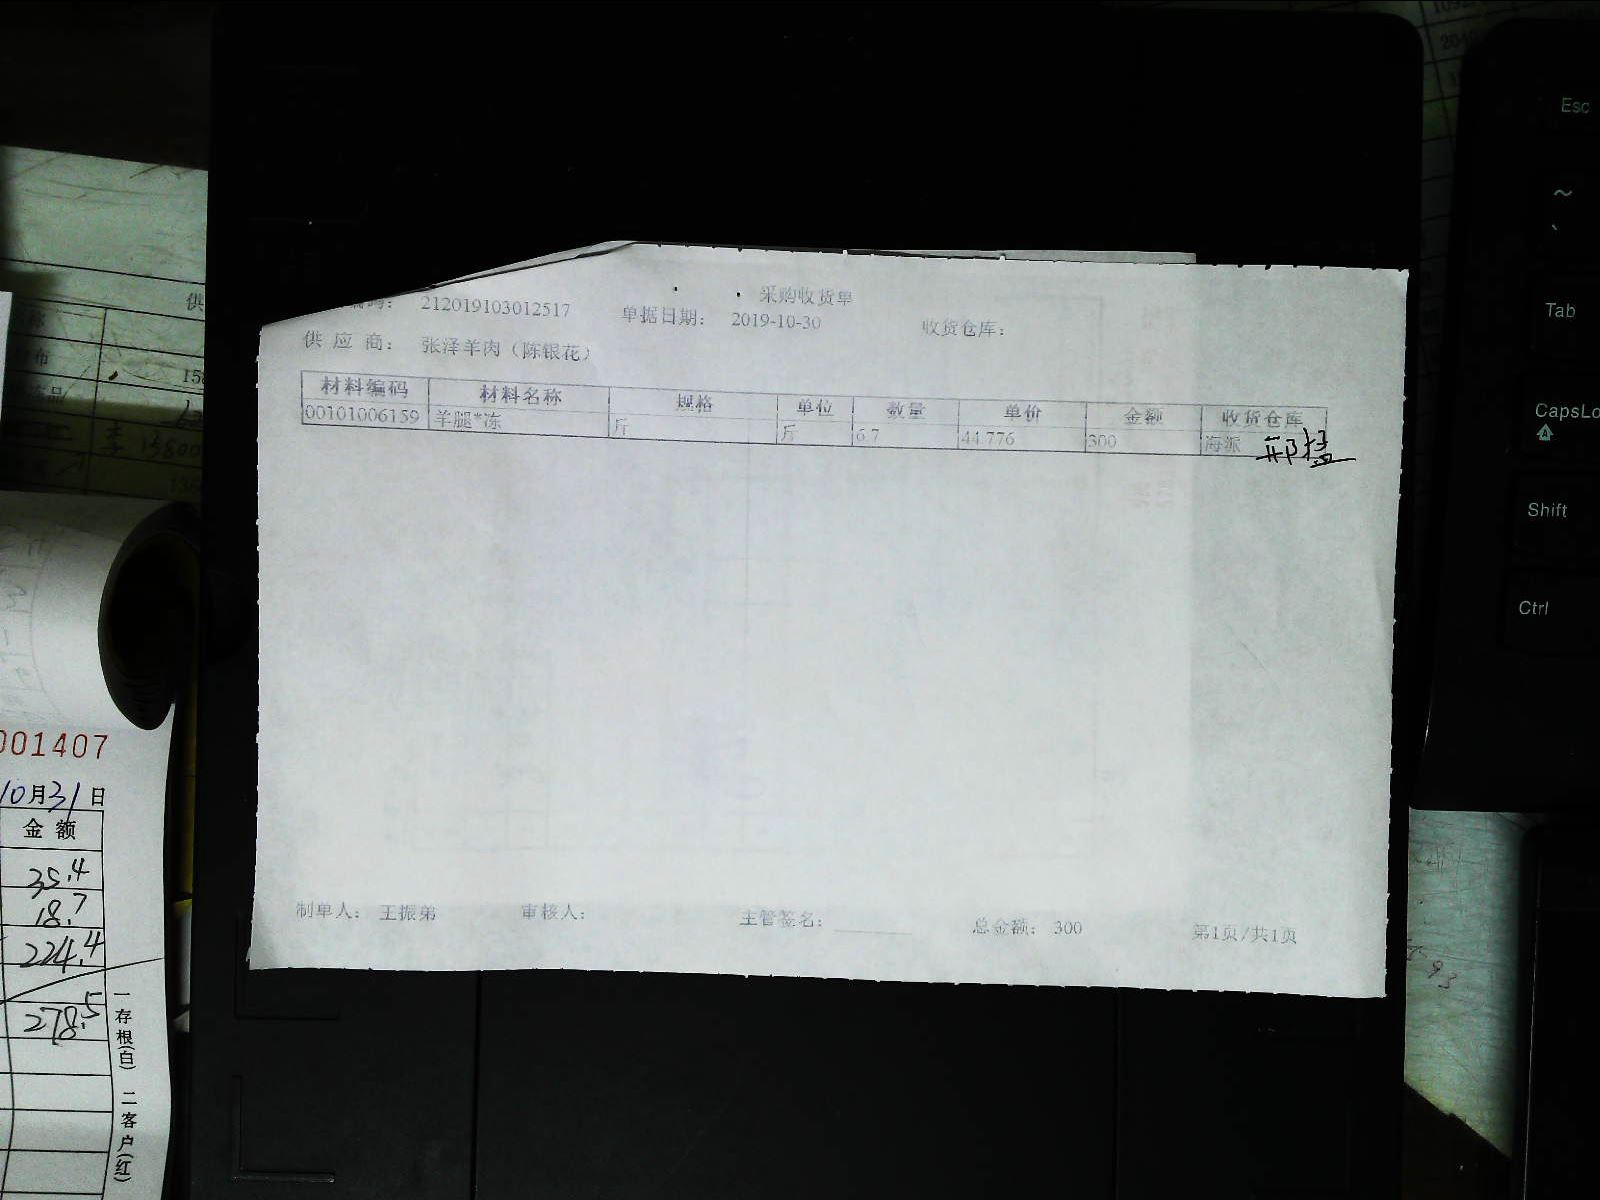 采购收货单
编码: 212019103012517 单据日期: 2019-10-30 收货仓库:
供 应 商: 张泽羊肉（陈银花）
材料编码 材料名称 规格 单位 数量 单价 金额 收货仓库
00101006159 羊腿*冻 斤 斤 6.7 44.776 300 海派
制单人: 王振弟 审核人: 主管签名: 总金额: 300 第1页/共1页
001407
10月31日
金 额
35.4
18.7
224.4
278.5
一存根(白) 二客户(红)
Esc
~
`
Tab
CapsLo
Shift
Ctrl